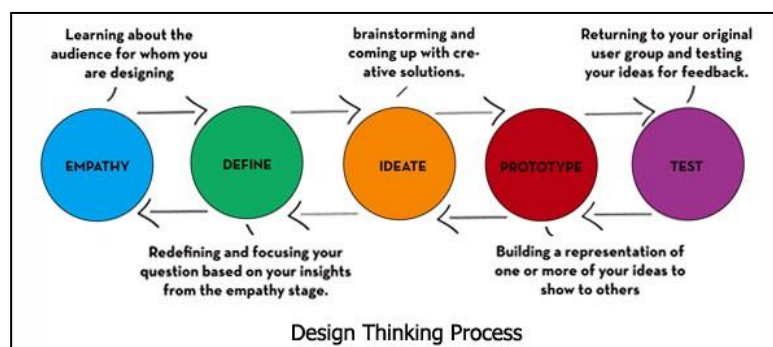 Learning about the
audience for whom you
are designing
brainstorming and
coming up with cre-
ative solutions.
Returning to your original
user group and testing
your ideas for feedback.
EMPATHY
DEFINE
IDEATE
PROTOTYPE
TEST
Redefining and focusing your
question based on your insights
from the empathy stage.
Building a representation of
one or more of your ideas to
show to others
Design Thinking Process